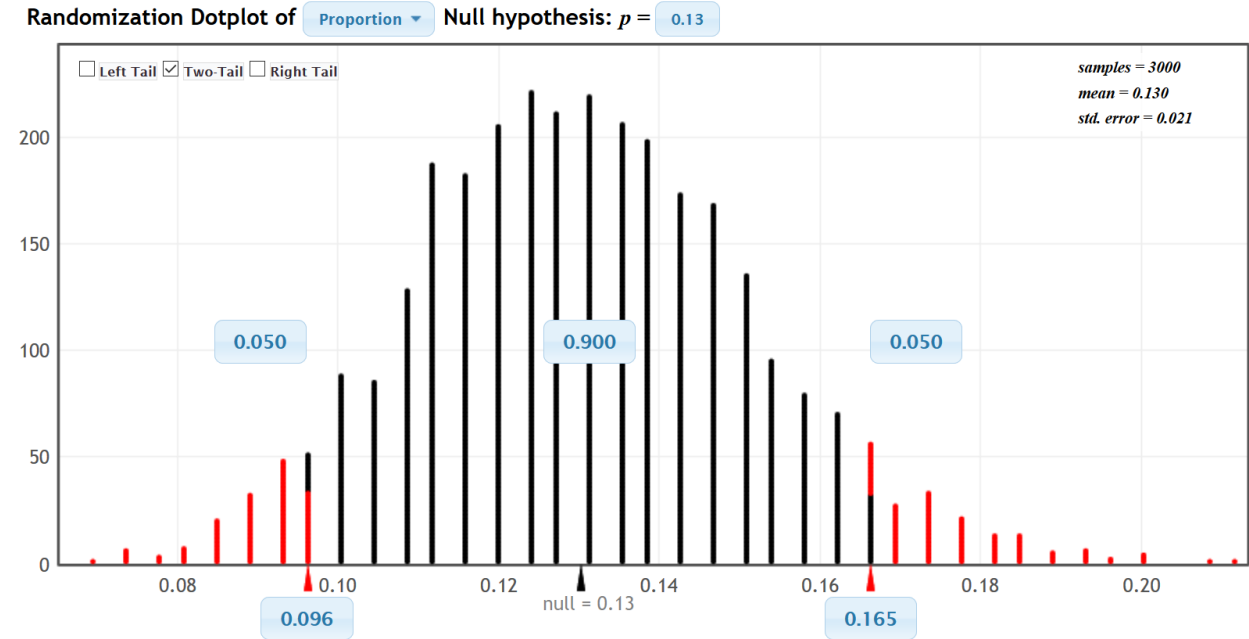 Randomization Dotplot of Proportion Null hypothesis: p = 0.13
Left Tail Two-Tail Right Tail
samples = 3000
mean = 0.130
std. error = 0.021
200
150
100
50
0
0.050
0.900
0.050
0.08
0.10
0.12
0.14
0.16
0.18
0.20
null = 0.13
0.096
0.165